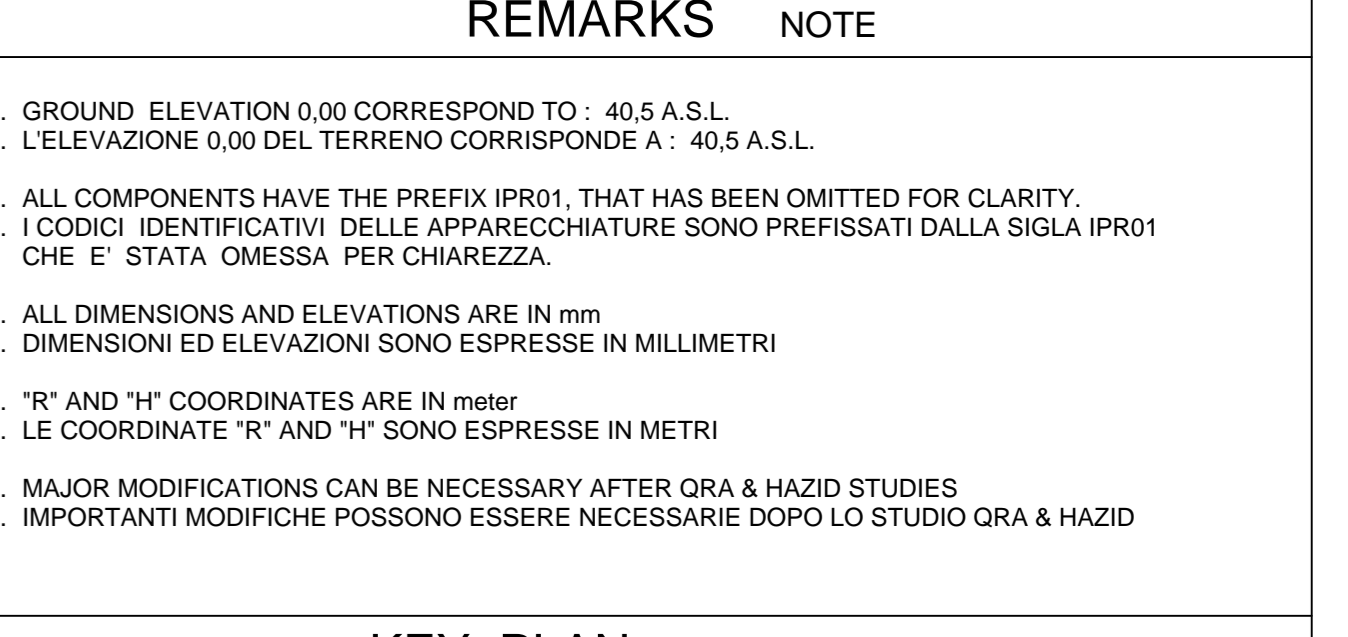 REMARKS NOTE
. GROUND ELEVATION 0,00 CORRESPOND TO : 40,5 A.S.L.
. L'ELEVAZIONE 0,00 DEL TERRENO CORRISPONDE A : 40,5 A.S.L.
. ALL COMPONENTS HAVE THE PREFIX IPR01, THAT HAS BEEN OMITTED FOR CLARITY.
. I CODICI IDENTIFICATIVI DELLE APPARECCHIATURE SONO PREFISSATI DALLA SIGLA IPR01
CHE E' STATA OMESSA PER CHIAREZZA.
. ALL DIMENSIONS AND ELEVATIONS ARE IN mm
. DIMENSIONI ED ELEVAZIONI SONO ESPRESSE IN MILLIMETRI
. "R" AND "H" COORDINATES ARE IN meter
. LE COORDINATE "R" AND "H" SONO ESPRESSE IN METRI
. MAJOR MODIFICATIONS CAN BE NECESSARY AFTER QRA & HAZID STUDIES
. IMPORTANTI MODIFICHE POSSONO ESSERE NECESSARIE DOPO LO STUDIO QRA & HAZID
KEY PLAN